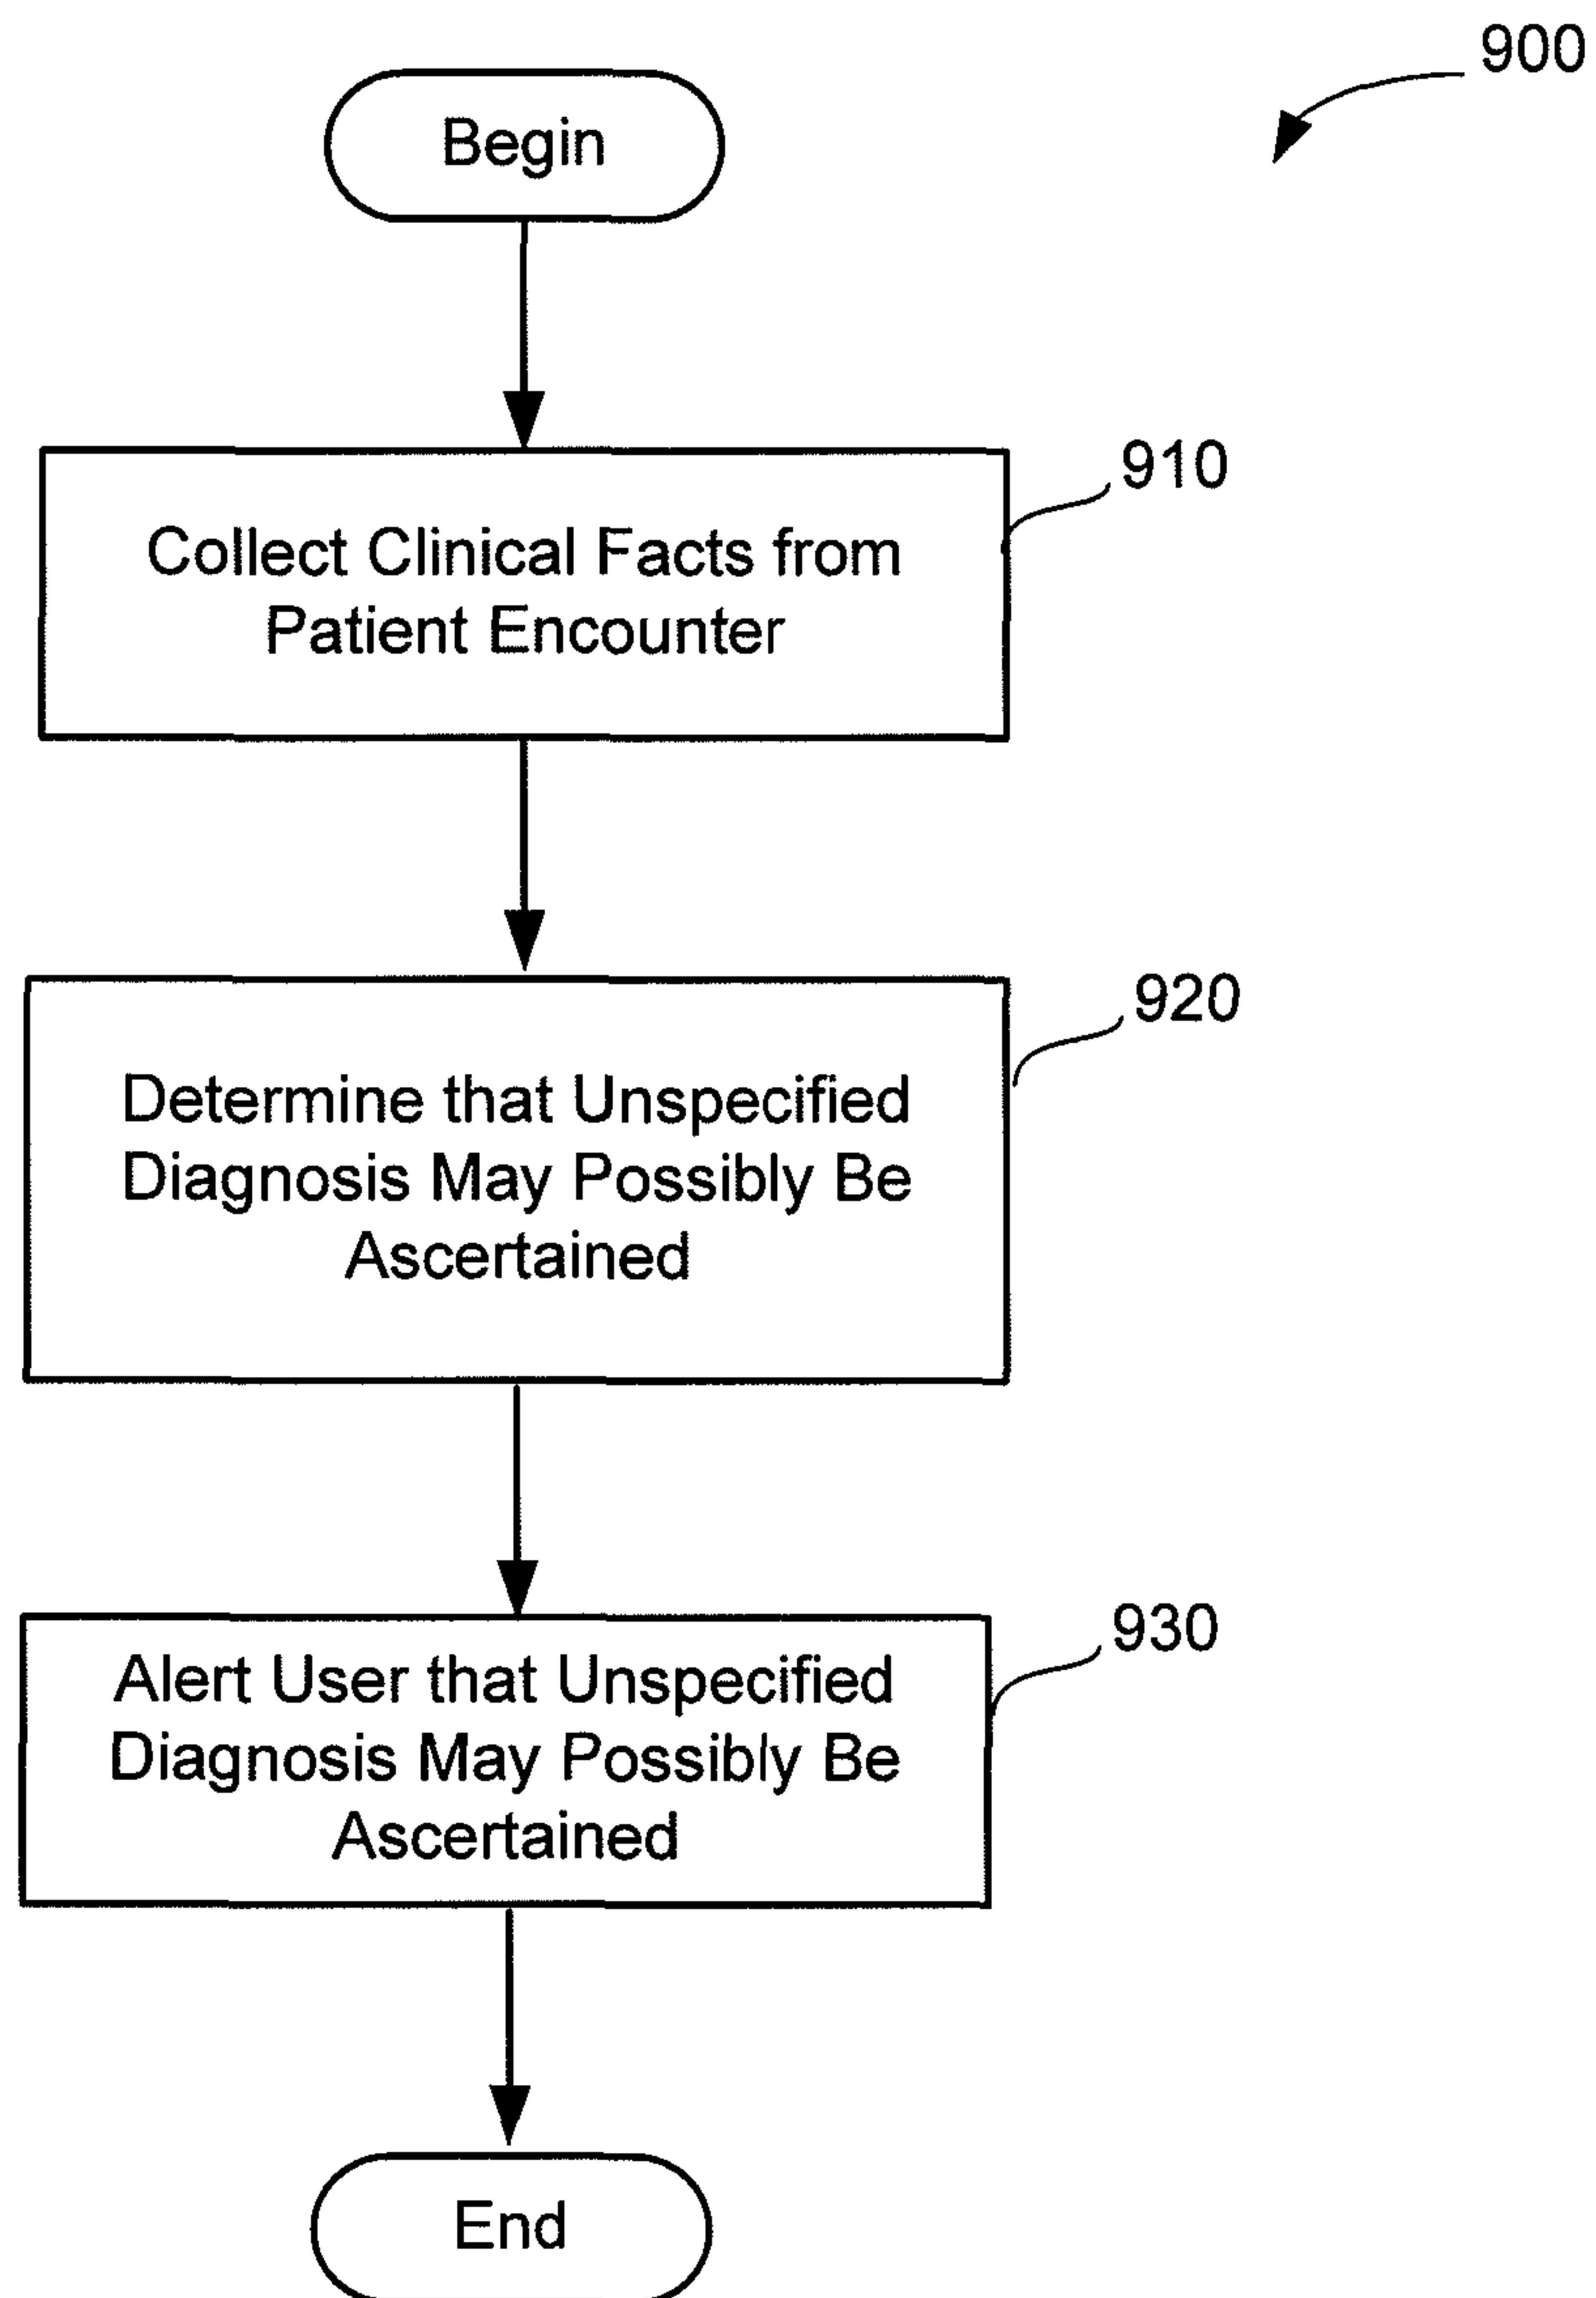 900
Begin
910
Collect Clinical Facts from
Patient Encounter
920
Determine that Unspecified
Diagnosis May Possibly Be
Ascertained
930
Alert User that Unspecified
Diagnosis May Possibly Be
Ascertained
End